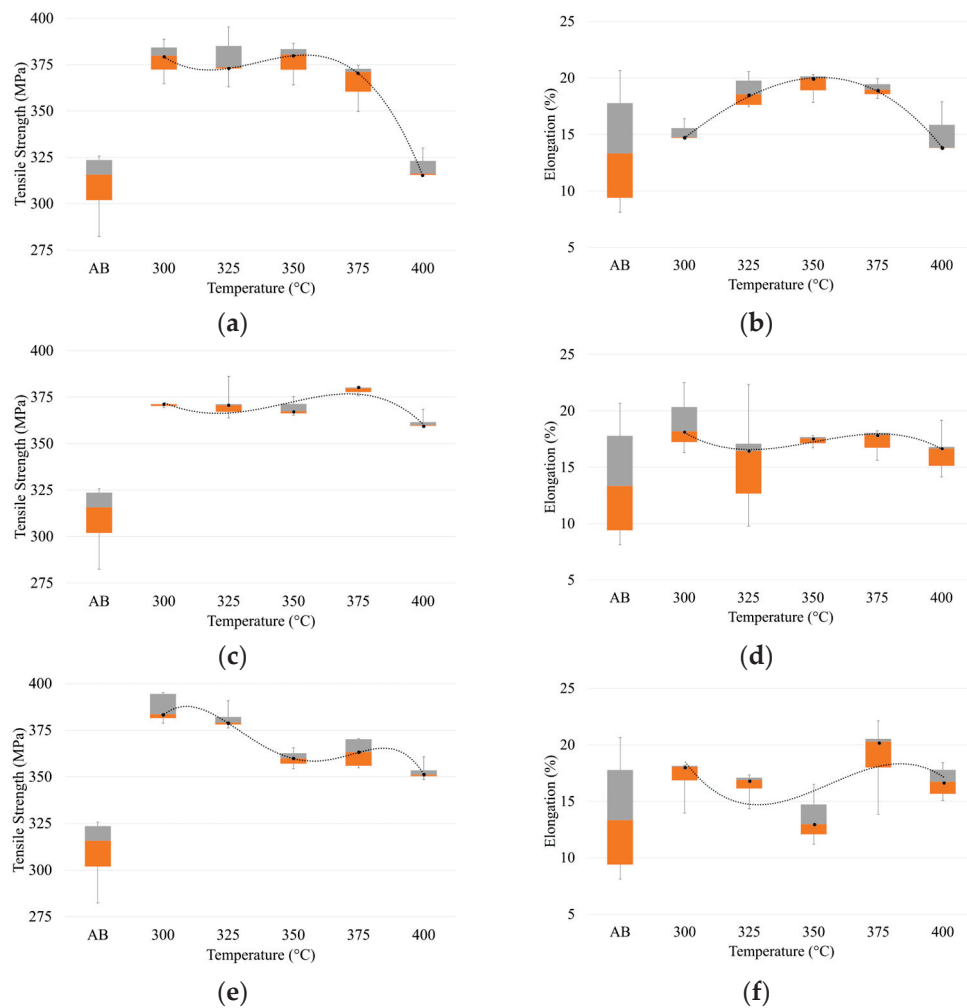 400
375
350
325
300
275
Tensile Strength (MPa)
AB 300 325 350 375 400
Temperature (°C)
(a)
25
20
15
10
5
Elongation (%)
AB 300 325 350 375 400
Temperature (°C)
(b)
400
375
350
325
300
275
Tensile Strength (MPa)
AB 300 325 350 375 400
Temperature (°C)
(c)
25
20
15
10
5
Elongation (%)
AB 300 325 350 375 400
Temperature (°C)
(d)
400
375
350
325
300
275
Tensile Strength (MPa)
AB 300 325 350 375 400
Temperature (°C)
(e)
25
20
15
10
5
Elongation (%)
AB 300 325 350 375 400
Temperature (°C)
(f)